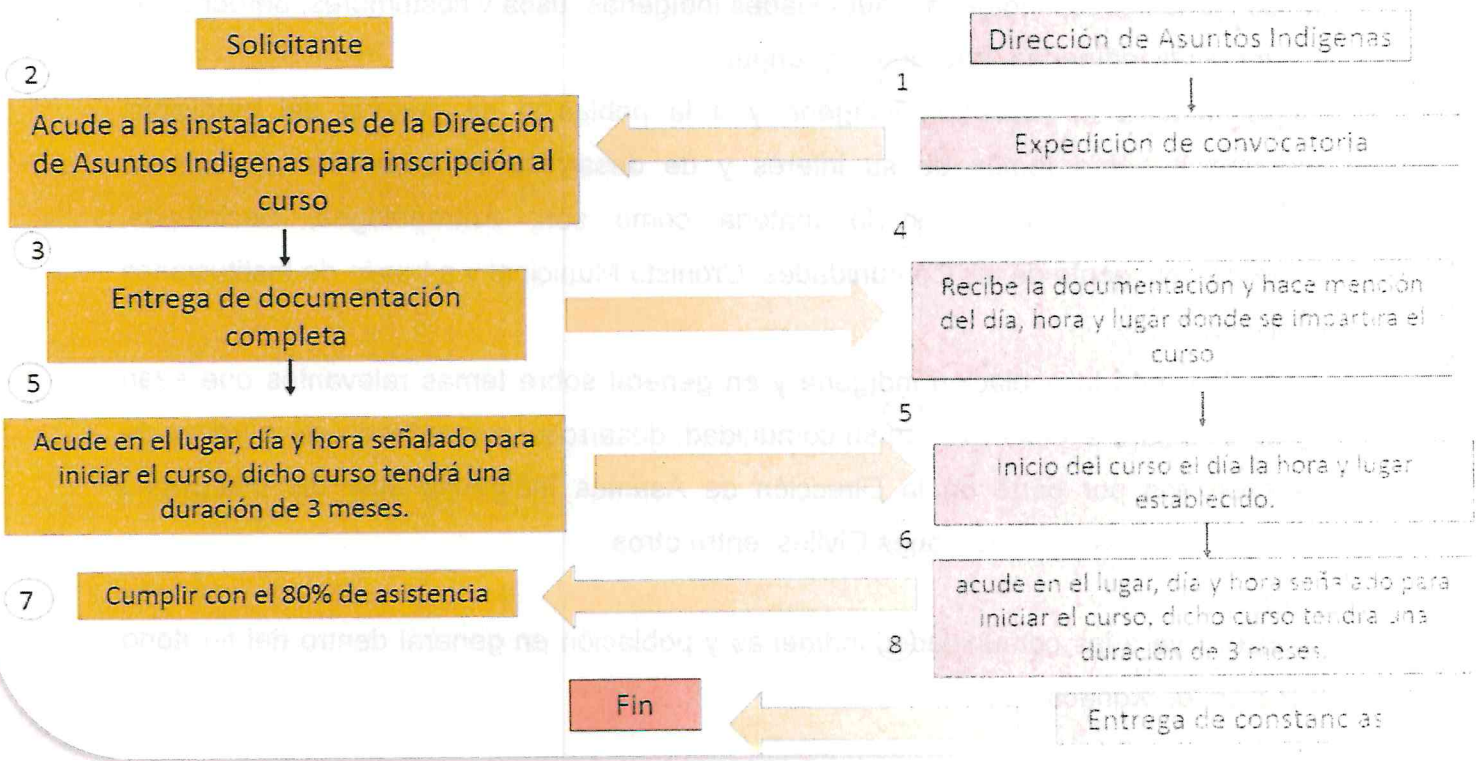 Solicitante
Dirección de Asuntos Indigenas
2
1
Acude a las instalaciones de la Dirección
de Asuntos Indigenas para inscripción al
curso
Expedición de convocatoria
3
Entrega de documentación
completa
4
Recibe la documentación y hace mención
del día, hora y lugar donde se impartira el
curso
5
Acude en el lugar, día y hora señalado para
iniciar el curso, dicho curso tendrá una
duración de 3 meses.
5
inicio del curso el día la hora y lugar
establecido.
6
acude en el lugar, día y hora señalado para
iniciar el curso, dicho curso tendra una
duración de 3 meses.
7
Cumplir con el 80% de asistencia
8
Entrega de constancias
Fin